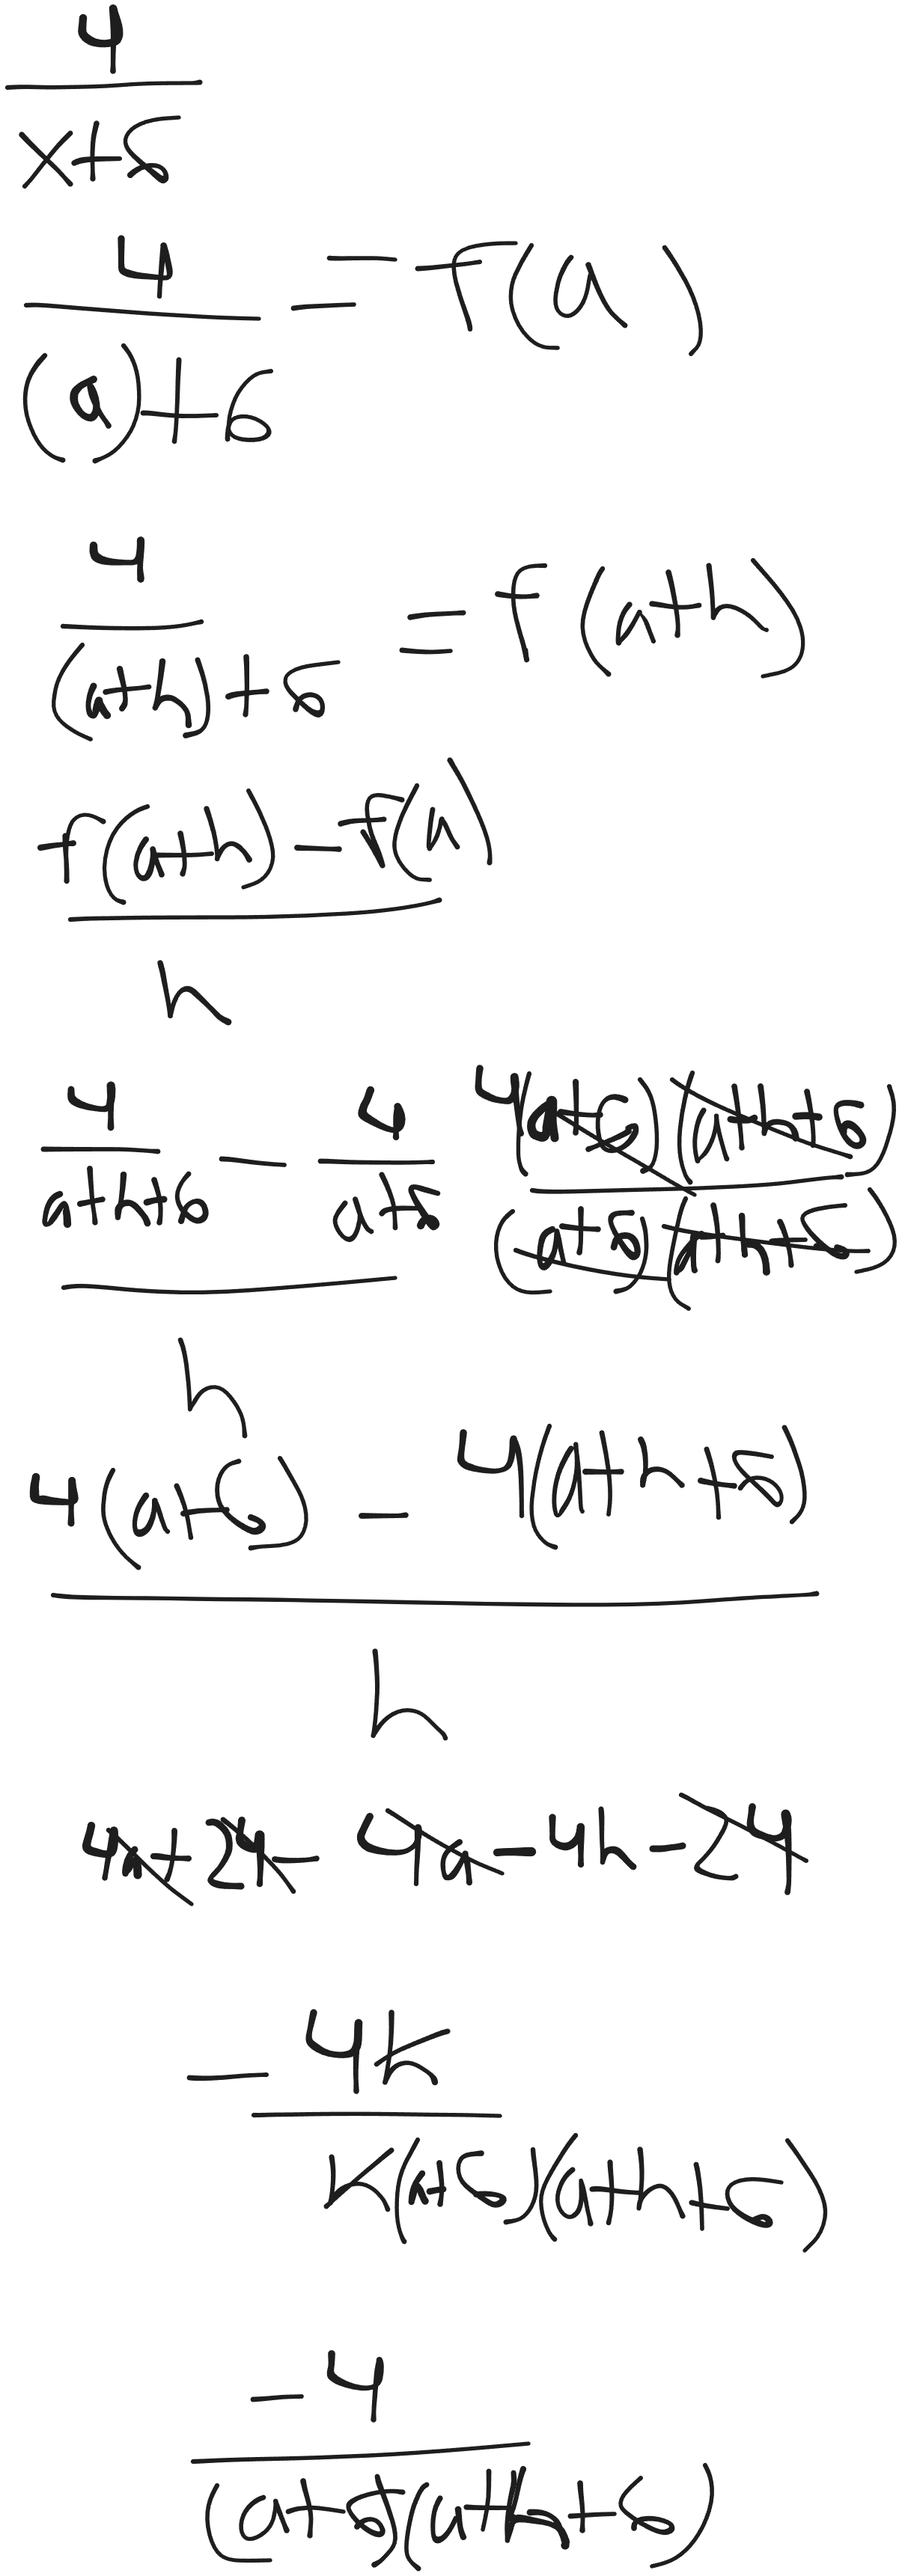 4
x+6
4
(a)+6 = f(a)
4
(a+h)+6 = f(a+h)
f(a+h) - f(a)
h
4 - 4 4(a+6)(a+h+6)
a+h+6 a+6 (a+6)(a+h+6)
h
4(a+6) - 4(a+h+6)
h
4a+24-4a-4h-24
-4h
h(a+6)(a+h+6)
-4
(a+6)(a+h+6)